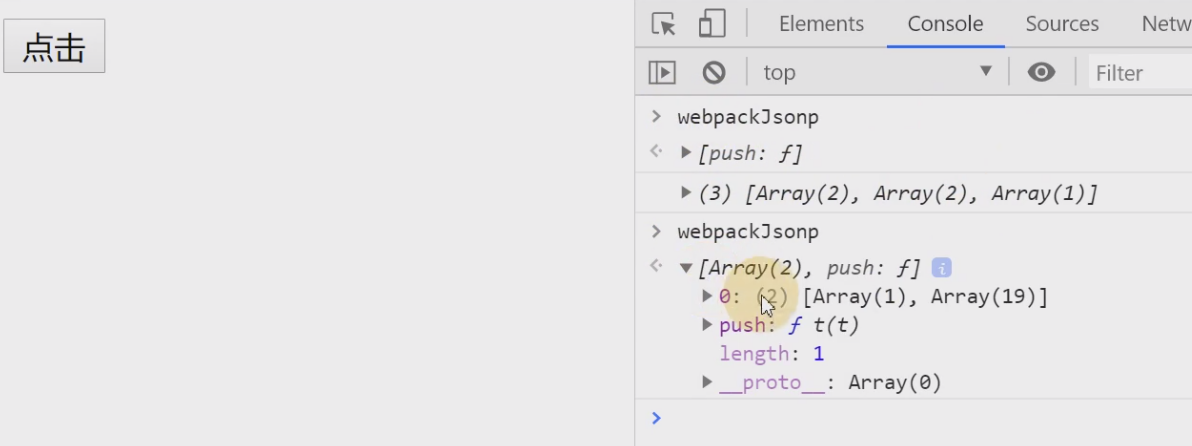 点击
Elements Console Sources Netw
top Filter
webpackJsonp
[push: ƒ]
(3) [Array(2), Array(2), Array(1)]
webpackJsonp
[Array(2), push: ƒ] i
0: (2) [Array(1), Array(19)]
push: ƒ t(t)
length: 1
__proto__: Array(0)